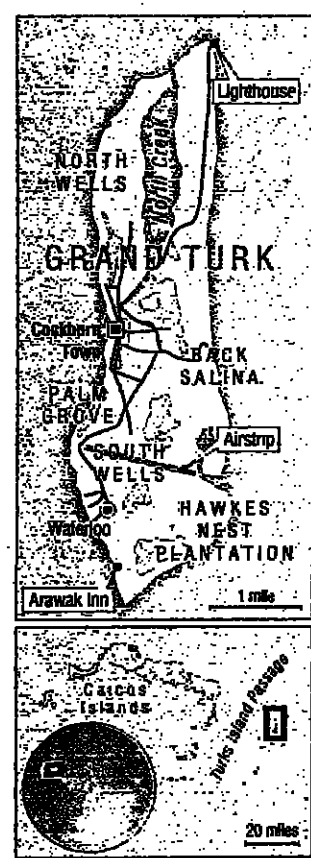 Lighthouse
NORTH
WELLS
North Creek
GRAND TURK
Cockburn
Town
BACK
SALINA
PALM
GROVE
Airstrip
SOUTH
WELLS
HAWKES
NEST
PLANTATION
Waterloo
Arawak Inn
1 mile
Caicos
Islands
Turks Island Passage
20 miles